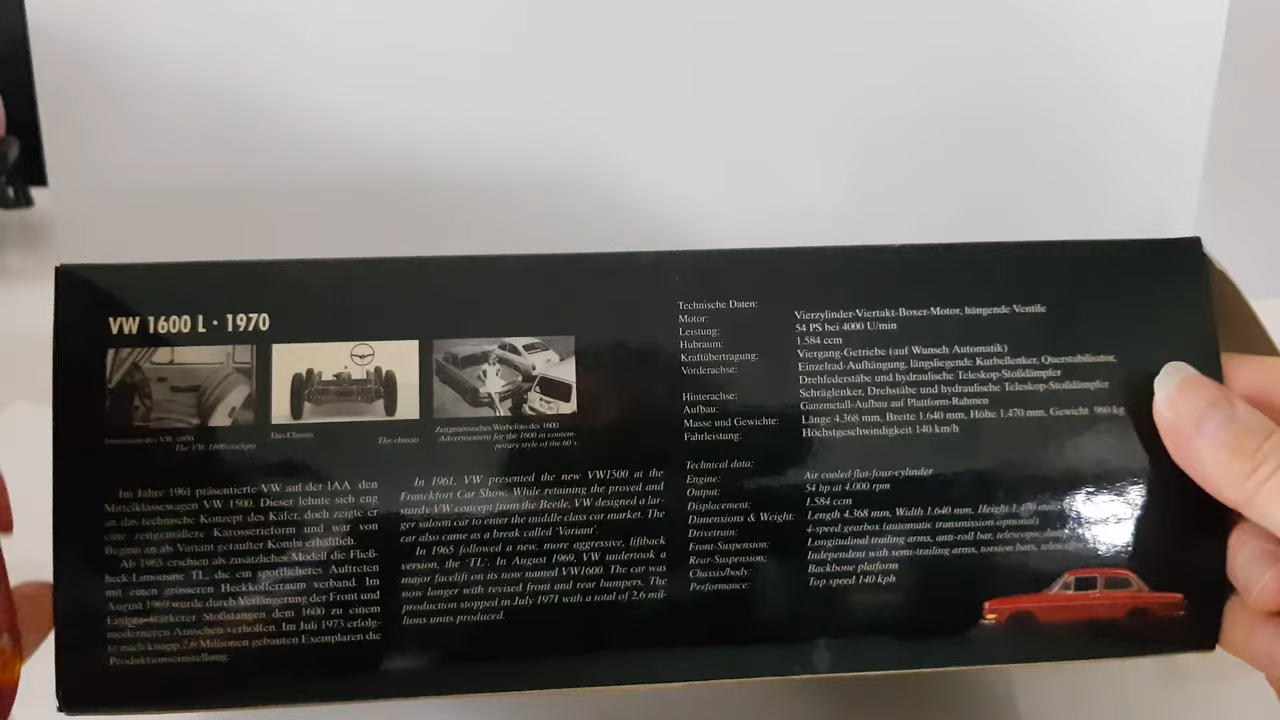 VW 1600 L · 1970
Innenraum des VW 1600
The VW 1600 cockpit
Das Chassis
The chassis
Zeitgenössisches Werbefoto des 1600
Advertisement for the 1600 in contem-
porary style of the 60's
Im Jahre 1961 präsentierte VW auf der IAA den
Mittelklassewagen VW 1500. Dieser lehnte sich eng
an das technische Konzept des Käfer, doch zeigte er
eine zeitgemäßere Karosserieform und war von
Beginn an als Variant getaufter Kombi erhältlich.
Ab 1965 erschien als zusätzliches Modell die Fließ-
heck-Limousine TL, die ein sportlicheres Auftreten
mit einen grösseren Heckkofferraum verband. Im
August 1969 wurde durch Verlängerung der Front und
Einbau stärkerer Stoßstangen dem 1600 zu einem
moderneren Aussehen verholfen. Im Juli 1973 erfolg-
te nach knapp 2,6 Millionen gebauten Exemplaren die
Produktionseinstellung.
In 1961, VW presented the new VW1500 at the
Franckfort Car Show. While retaining the proved and
sturdy VW concept from the Beetle, VW designed a lar-
ger saloon car to enter the middle class car market. The
car also came as a break called 'Variant'.
In 1965 followed a new, more aggressive, liftback
version, the 'TL'. In August 1969, VW undertook a
major facelift on its now named VW1600. The car was
now longer with revised front and rear bumpers. The
production stopped in July 1971 with a total of 2,6 mil-
lions units produced.
Technische Daten:
Motor: Vierzylinder-Viertakt-Boxer-Motor, hängende Ventile
Leistung: 54 PS bei 4000 U/min
Hubraum: 1.584 ccm
Kraftübertragung: Viergang-Getriebe (auf Wunsch Automatik)
Vorderachse: Einzelrad-Aufhängung, längsliegende Kurbellenker, Querstabilisator,
Drehfederstäbe und hydraulische Teleskop-Stoßdämpfer
Hinterachse: Schräglenker, Drehstäbe und hydraulische Teleskop-Stoßdämpfer
Aufbau: Ganzmetall-Aufbau auf Plattform-Rahmen
Masse und Gewichte: Länge 4.368 mm, Breite 1.640 mm, Höhe 1.470 mm, Gewicht 960 kg
Fahrleistung: Höchstgeschwindigkeit 140 km/h
Technical data:
Engine: Air cooled flat-four-cylinder
Output: 54 hp at 4.000 rpm
Displacement: 1.584 ccm
Dimensions & Weight: Length 4.368 mm, Width 1.640 mm, Height 1.470 mm
Drivetrain: 4-speed gearbox (automatic transmission optional)
Front-Suspension: Longitudinal trailing arms, anti-roll bar, telescopic
Rear-Suspension: Independent with semi-trailing arms, torsion bars,
Chassis/body: Backbone platform
Performance: Top speed 140 kph